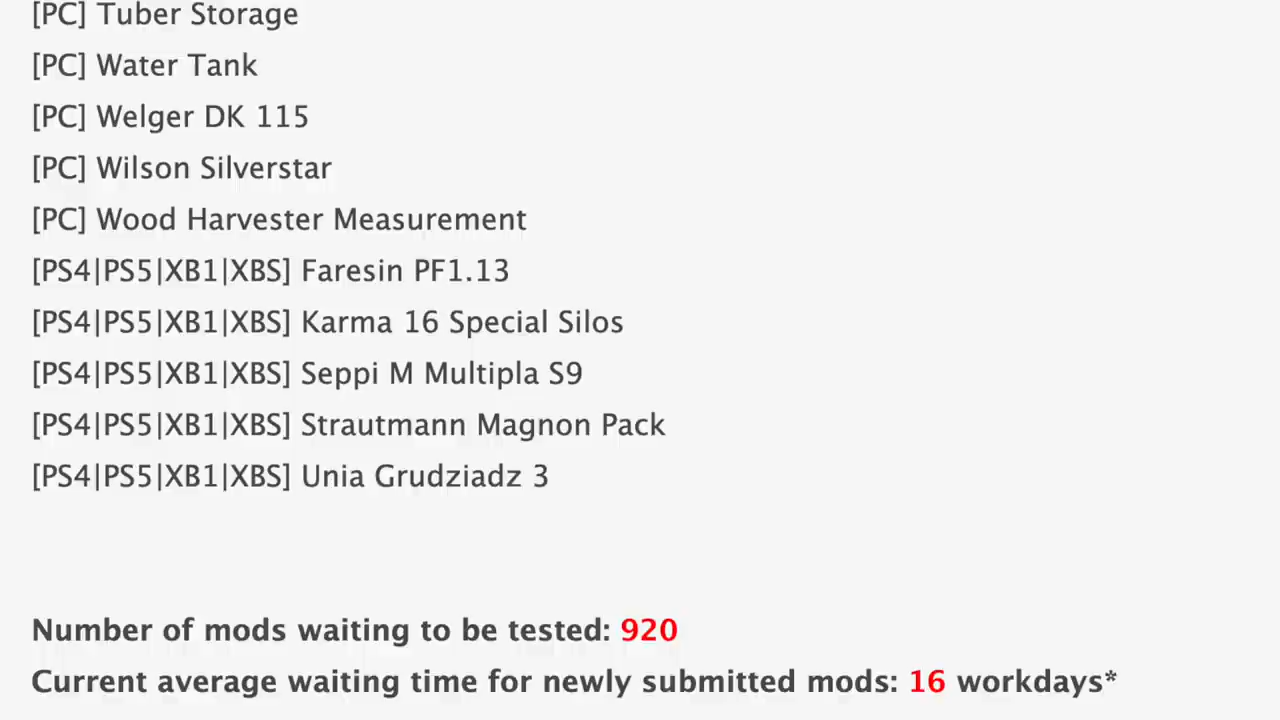 [PC] Tuber Storage
[PC] Water Tank
[PC] Welger DK 115
[PC] Wilson Silverstar
[PC] Wood Harvester Measurement
[PS4|PS5|XB1|XBS] Faresin PF1.13
[PS4|PS5|XB1|XBS] Karma 16 Special Silos
[PS4|PS5|XB1|XBS] Seppi M Multipla S9
[PS4|PS5|XB1|XBS] Strautmann Magnon Pack
[PS4|PS5|XB1|XBS] Unia Grudziadz 3
Number of mods waiting to be tested: 920
Current average waiting time for newly submitted mods: 16 workdays*